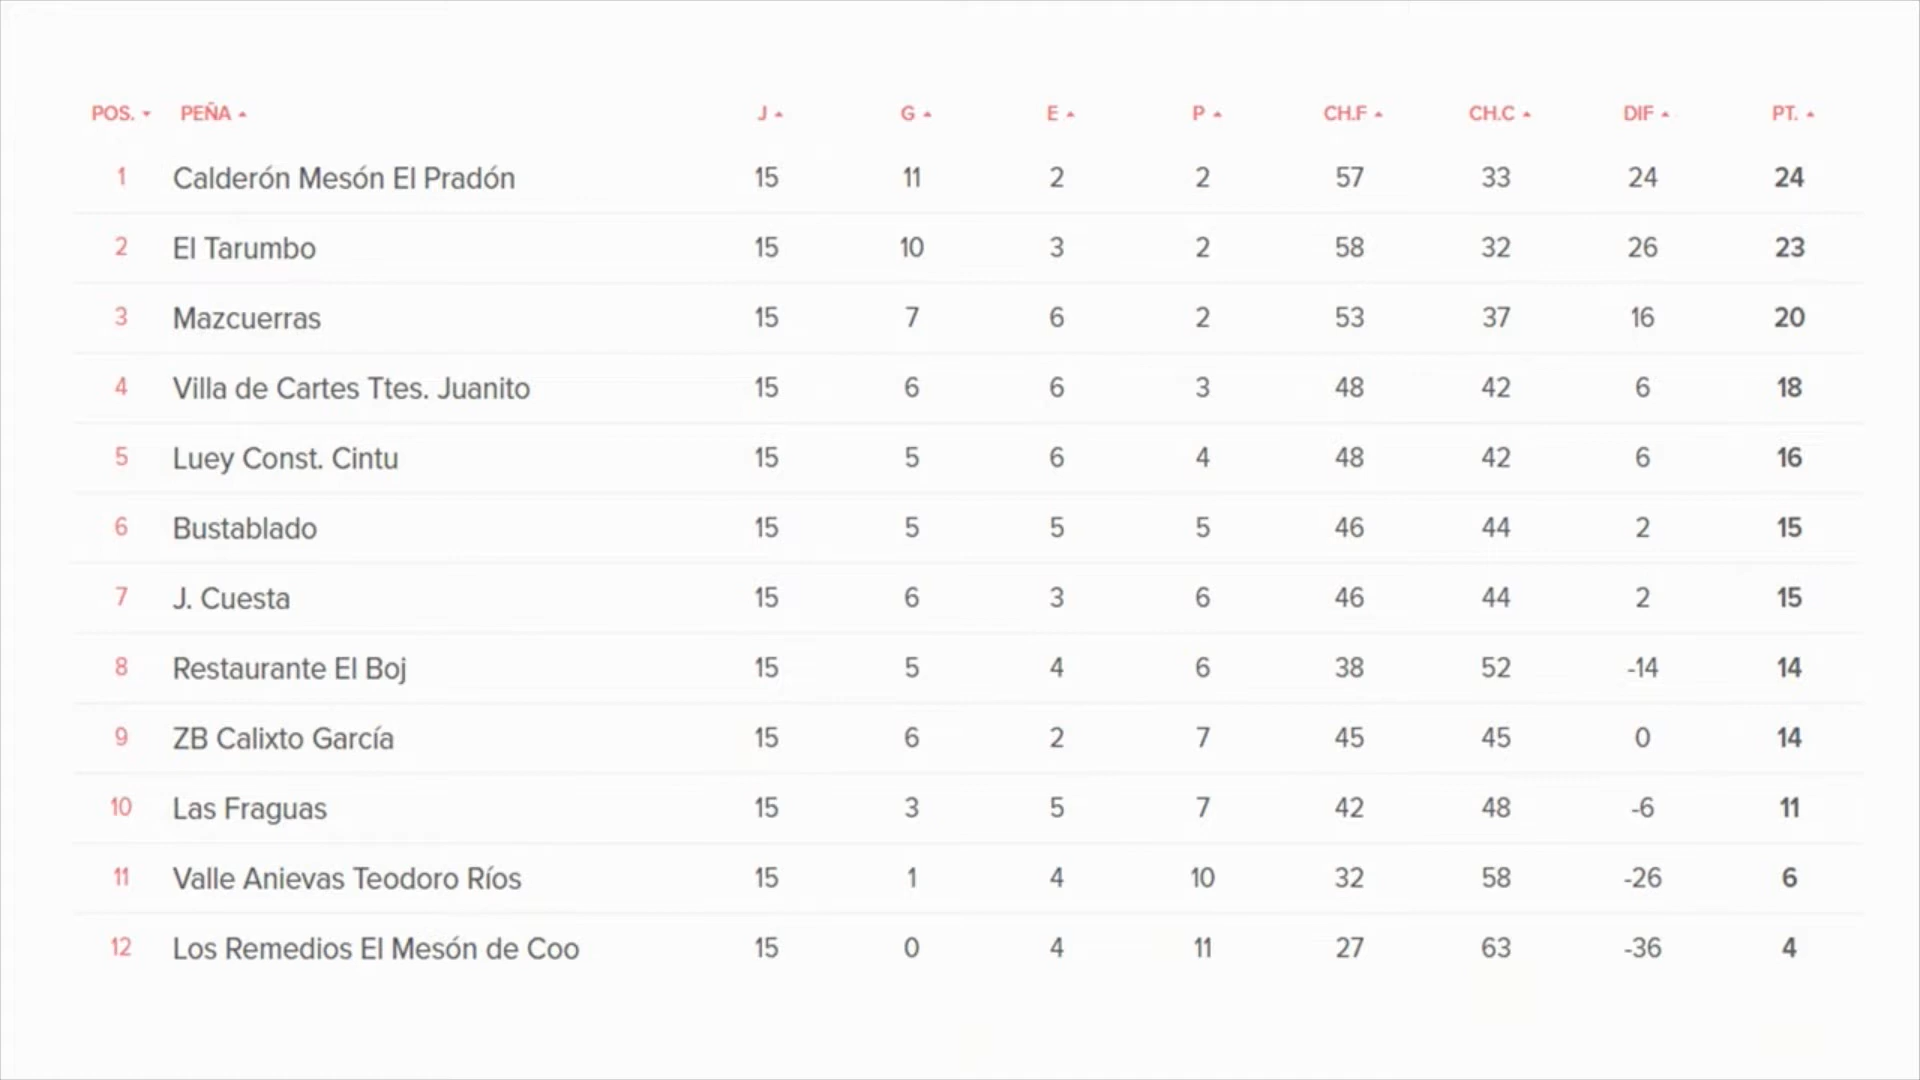 POS. PEÑA J G E P CH.F CH.C DIF PT.
1 Calderón Mesón El Pradón 15 11 2 2 57 33 24 24
2 El Tarumbo 15 10 3 2 58 32 26 23
3 Mazcuerras 15 7 6 2 53 37 16 20
4 Villa de Cartes Ttes. Juanito 15 6 6 3 48 42 6 18
5 Luey Const. Cintu 15 5 6 4 48 42 6 16
6 Bustablado 15 5 5 5 46 44 2 15
7 J. Cuesta 15 6 3 6 46 44 2 15
8 Restaurante El Boj 15 5 4 6 38 52 -14 14
9 ZB Calixto García 15 6 2 7 45 45 0 14
10 Las Fraguas 15 3 5 7 42 48 -6 11
11 Valle Anievas Teodoro Ríos 15 1 4 10 32 58 -26 6
12 Los Remedios El Mesón de Coo 15 0 4 11 27 63 -36 4